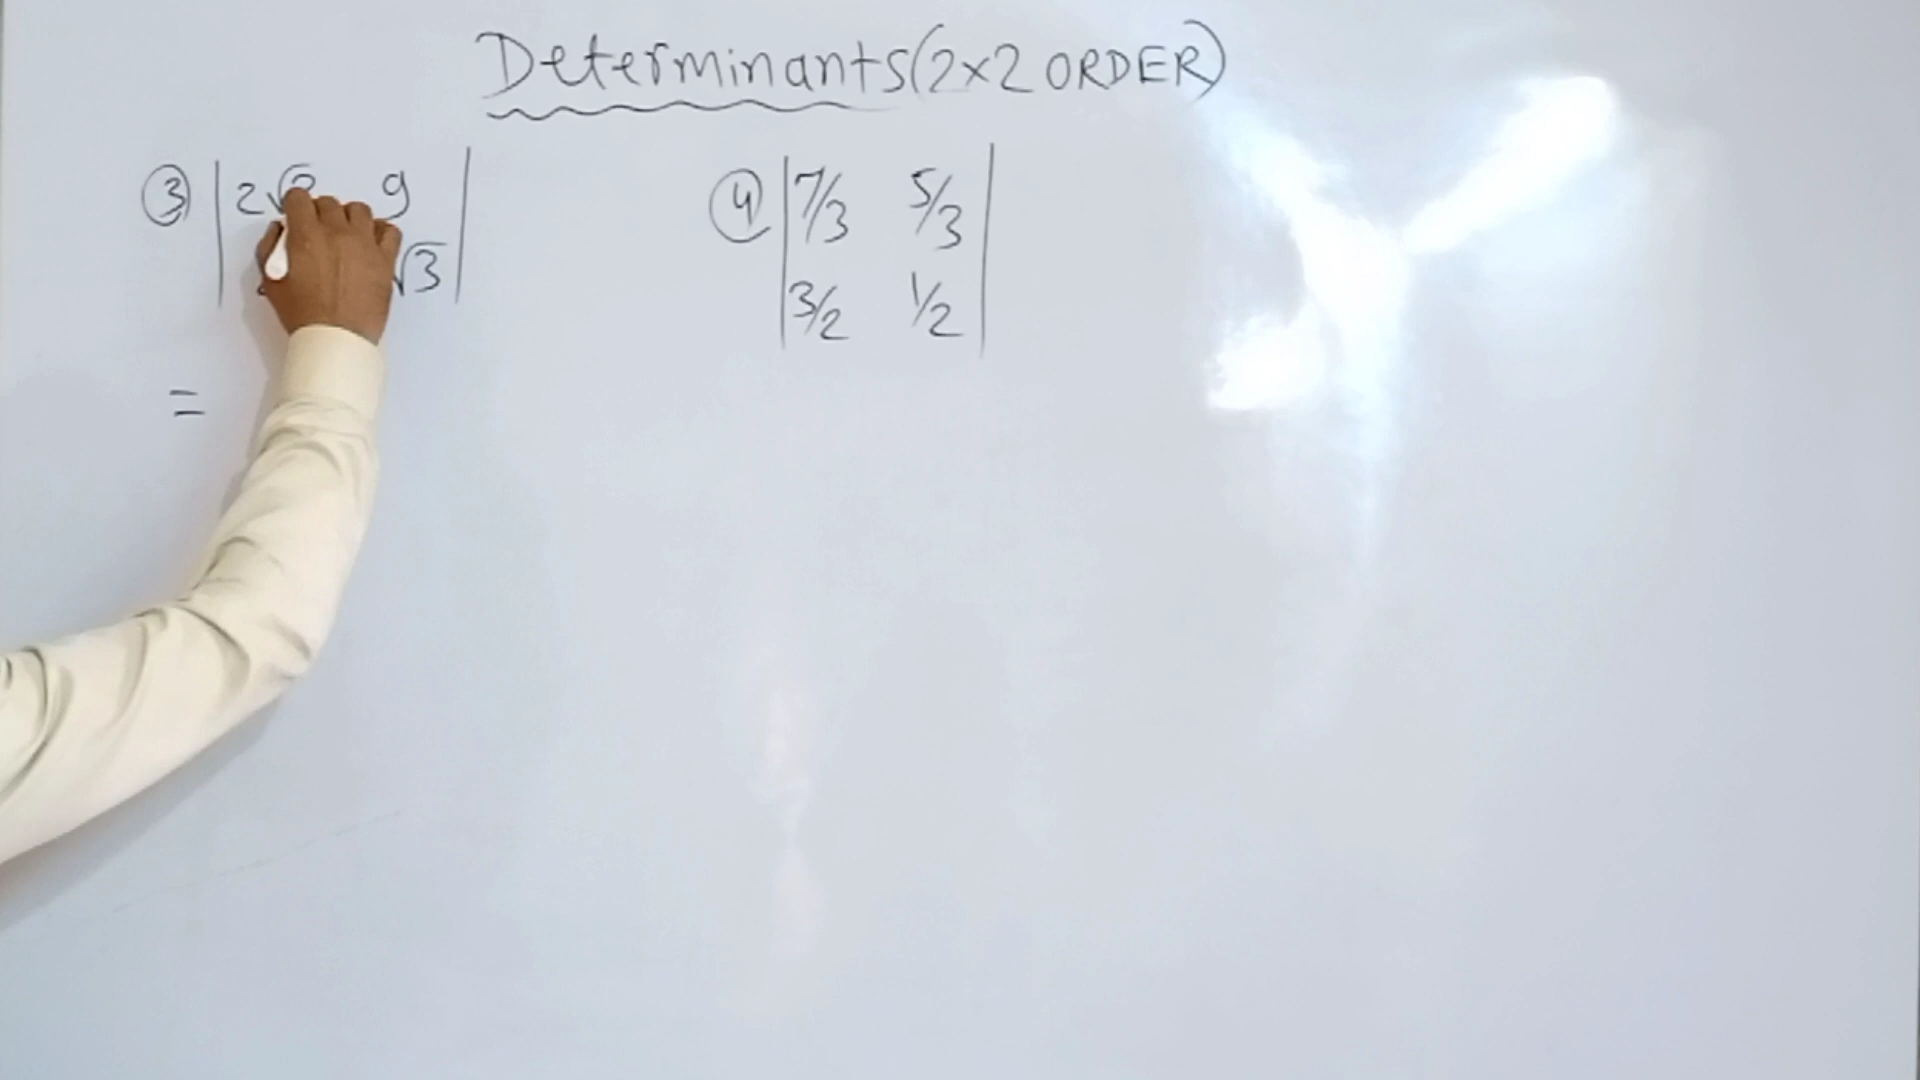 Determinants(2×2 ORDER)
③ | 2√ 9 |
√3
④ | 7/3 5/3 |
| 3/2 1/2 |
=